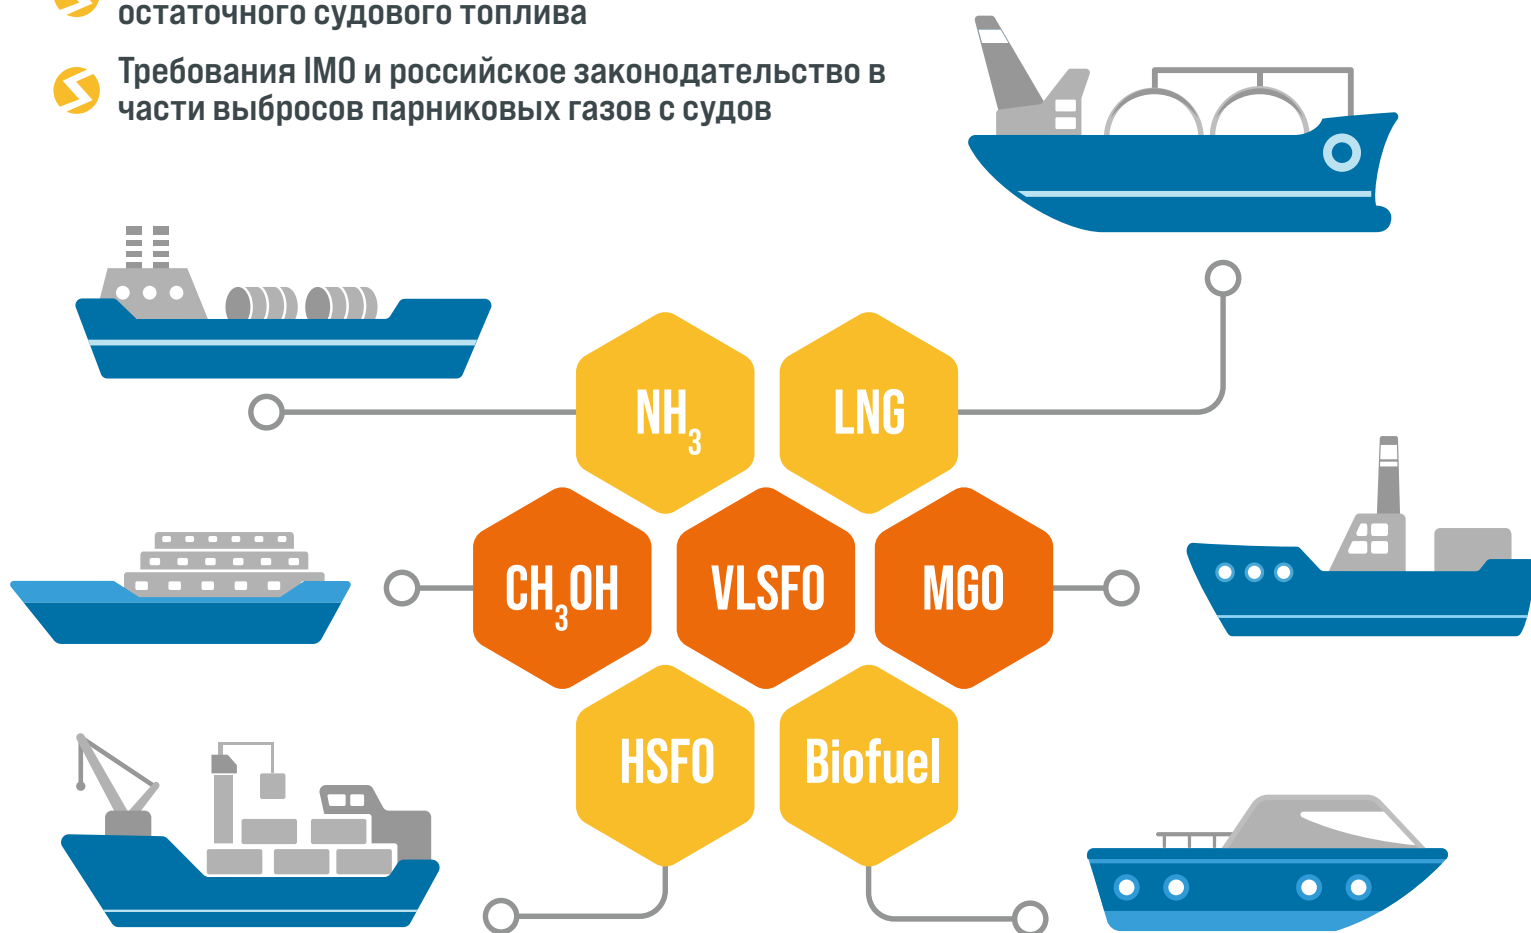 остаточного судового топлива
Требования IMO и российское законодательство в
части выбросов парниковых газов с судов
NH₃
LNG
CH₃OH
VLSFO
MGO
HSFO
Biofuel